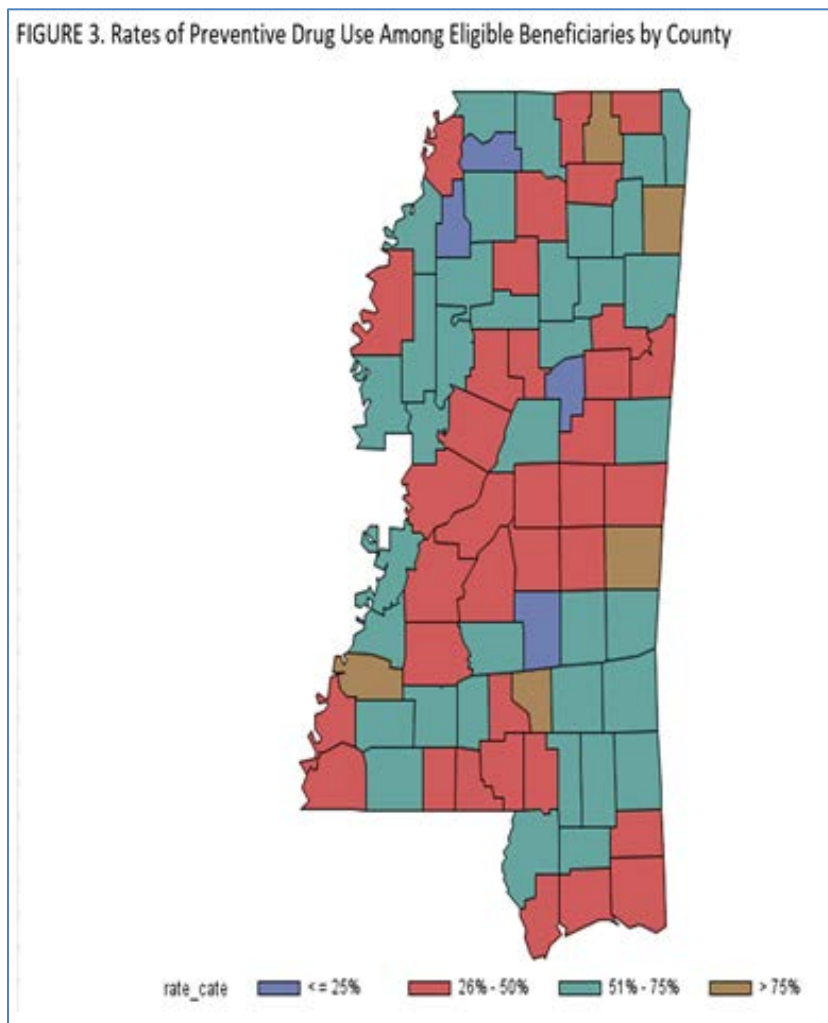 FIGURE 3. Rates of Preventive Drug Use Among Eligible Beneficiaries by County
rate_cate <= 25% 26% - 50% 51% - 75% > 75%